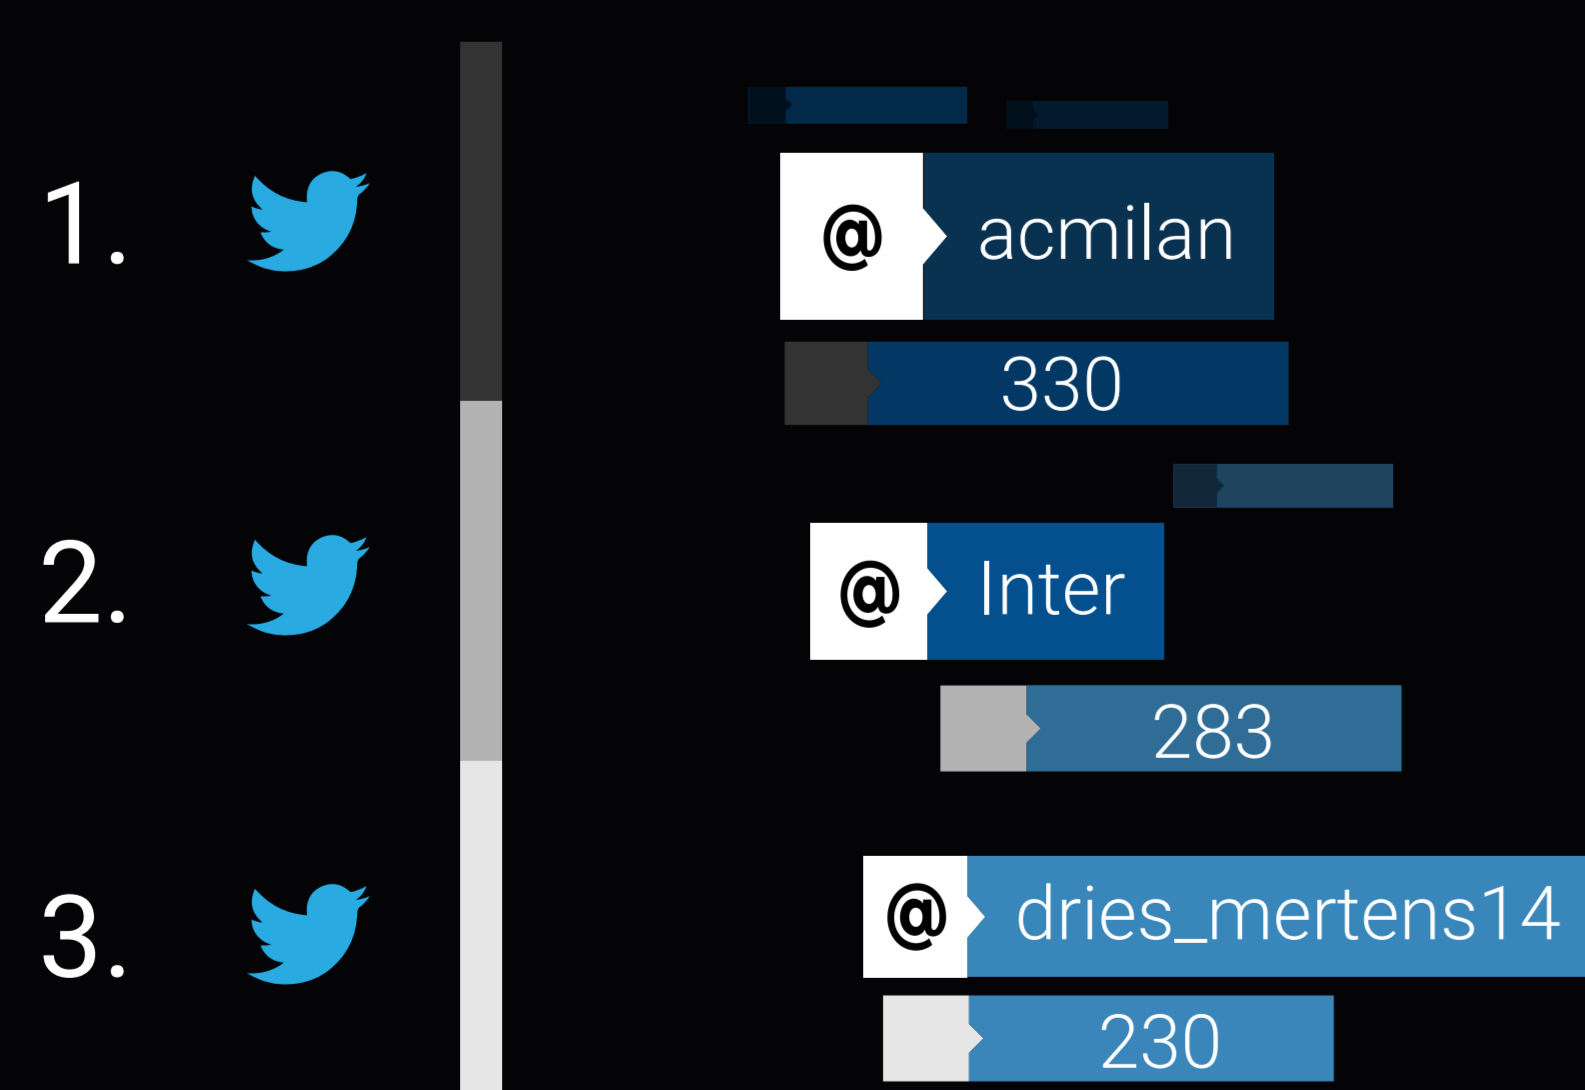 1. @ acmilan
330
2. @ Inter
283
3. @ dries_mertens14
230